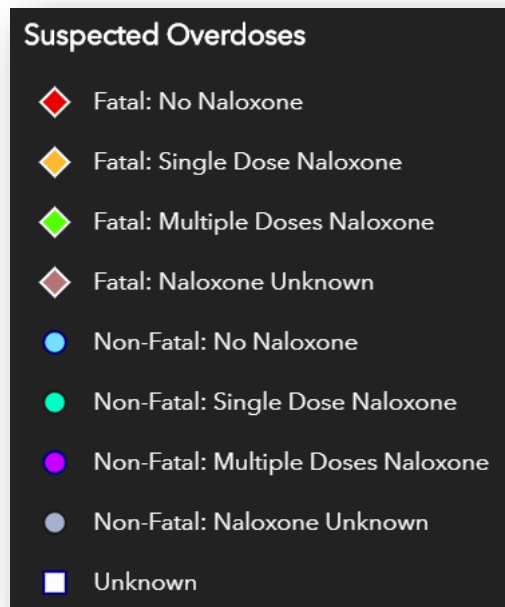 Suspected Overdoses
Fatal: No Naloxone
Fatal: Single Dose Naloxone
Fatal: Multiple Doses Naloxone
Fatal: Naloxone Unknown
Non-Fatal: No Naloxone
Non-Fatal: Single Dose Naloxone
Non-Fatal: Multiple Doses Naloxone
Non-Fatal: Naloxone Unknown
Unknown